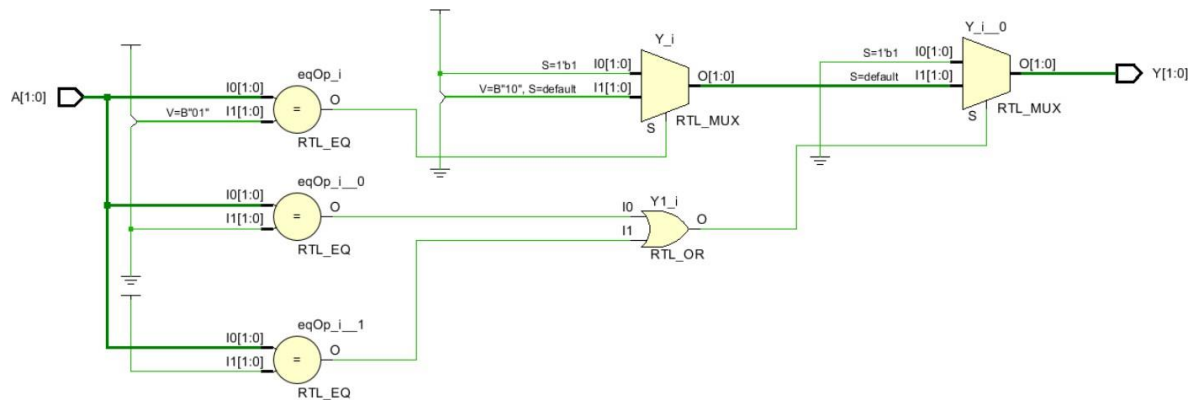 A[1:0]
eqOp_i
I0[1:0]
I1[1:0]
V=B"01"
=
O
RTL_EQ
eqOp_i__0
I0[1:0]
I1[1:0]
=
O
RTL_EQ
eqOp_i__1
I0[1:0]
I1[1:0]
=
O
RTL_EQ
Y_i
S=1'b1
I0[1:0]
V=B"10", S=default
I1[1:0]
O[1:0]
S
RTL_MUX
Y1_i
I0
I1
O
RTL_OR
Y_i__0
S=1'b1
I0[1:0]
S=default
I1[1:0]
O[1:0]
S
RTL_MUX
Y[1:0]